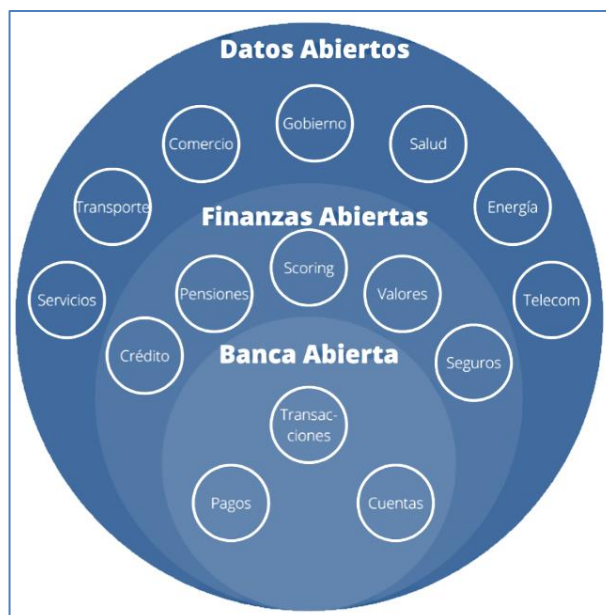 Datos Abiertos
Gobierno
Comercio
Salud
Transporte
Energía
Finanzas Abiertas
Scoring
Servicios
Pensiones
Valores
Telecom
Crédito
Banca Abierta
Seguros
Transac-
ciones
Pagos
Cuentas